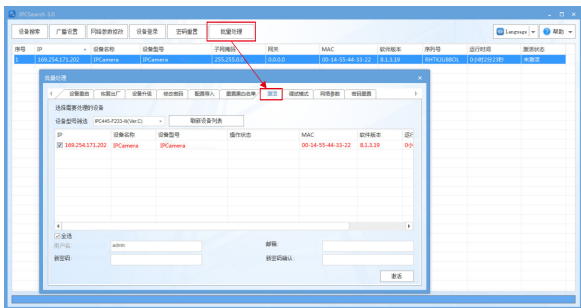 IPCSearch 3.0
设备搜索 广播设置 网络参数修改 设备登录 密码重置 批量处理 Language 帮助
序号 IP 设备名称 设备型号 子网掩码 网关 MAC 软件版本 序列号 运行时间 激活状态
1 169.254.171.202 IPCamera IPCamera 255.255.0.0 0.0.0.0 00-14-55-44-33-22 8.1.3.19 0小时2分23秒 未激活
批量处理
设备重启 恢复出厂 设备升级 修改密码 配置导入 重置黑白名单 激活 调试模式 网络参数 密码重置
选择需要处理的设备
设备型号筛选 刷新设备列表
IP 设备名称 设备型号 操作状态 MAC 软件版本 运行
169.254.171.202 IPCamera IPCamera 00-14-55-44-33-22 8.1.3.19 0小
全选
用户名: admin 邮箱:
新密码: 新密码确认:
激活